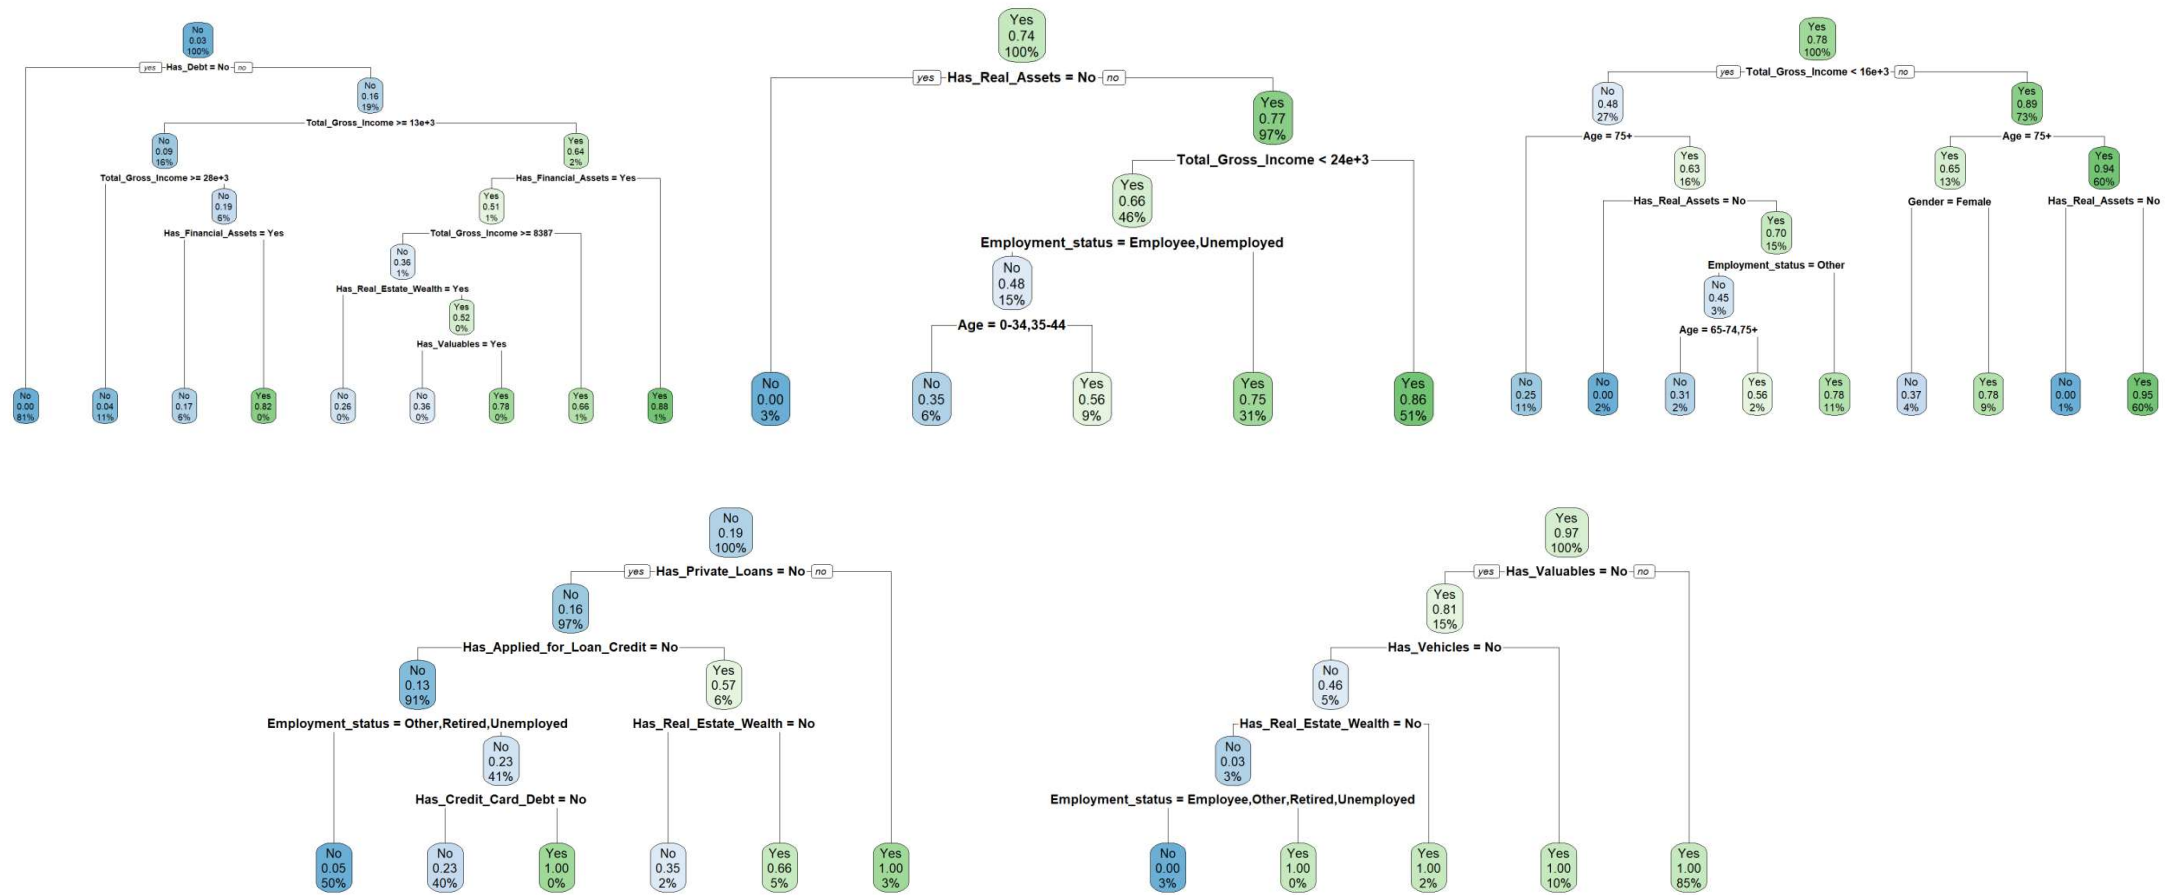 No
0.03
100%
yes Has_Debt = No no
No
0.16
19%
Total_Gross_Income >= 13e+3
No
0.09
16%
Yes
0.64
2%
Total_Gross_Income >= 28e+3
Has_Financial_Assets = Yes
No
0.19
6%
Yes
0.51
1%
Has_Financial_Assets = Yes
Total_Gross_Income >= 8387
No
0.36
1%
Has_Real_Estate_Wealth = Yes
Yes
0.52
0%
Has_Valuables = Yes
No
0.00
81%
No
0.04
11%
No
0.17
6%
Yes
0.82
0%
No
0.26
0%
No
0.36
0%
Yes
0.78
0%
Yes
0.66
1%
Yes
0.88
1%
Yes
0.74
100%
yes Has_Real_Assets = No no
Yes
0.77
97%
Total_Gross_Income < 24e+3
Yes
0.66
46%
Employment_status = Employee,Unemployed
No
0.48
15%
Age = 0-34,35-44
No
0.00
3%
No
0.35
6%
Yes
0.56
9%
Yes
0.75
31%
Yes
0.86
51%
Yes
0.78
100%
yes Total_Gross_Income < 16e+3 no
No
0.48
27%
Yes
0.89
73%
Age = 75+
Age = 75+
Yes
0.63
16%
Yes
0.65
13%
Yes
0.94
60%
Has_Real_Assets = No
Gender = Female
Has_Real_Assets = No
Yes
0.70
15%
Employment_status = Other
No
0.45
3%
Age = 65-74,75+
No
0.25
11%
No
0.00
2%
No
0.31
2%
Yes
0.56
2%
Yes
0.78
11%
No
0.37
4%
Yes
0.78
9%
No
0.00
1%
Yes
0.95
60%
No
0.19
100%
yes Has_Private_Loans = No no
No
0.16
97%
Has_Applied_for_Loan_Credit = No
No
0.13
91%
Yes
0.57
6%
Employment_status = Other,Retired,Unemployed
Has_Real_Estate_Wealth = No
No
0.23
41%
Has_Credit_Card_Debt = No
No
0.05
50%
No
0.23
40%
Yes
1.00
0%
No
0.35
2%
Yes
0.66
5%
Yes
1.00
3%
Yes
0.97
100%
yes Has_Valuables = No no
Yes
0.81
15%
Has_Vehicles = No
No
0.46
5%
Has_Real_Estate_Wealth = No
No
0.03
3%
Employment_status = Employee,Other,Retired,Unemployed
No
0.00
3%
Yes
1.00
0%
Yes
1.00
2%
Yes
1.00
10%
Yes
1.00
85%